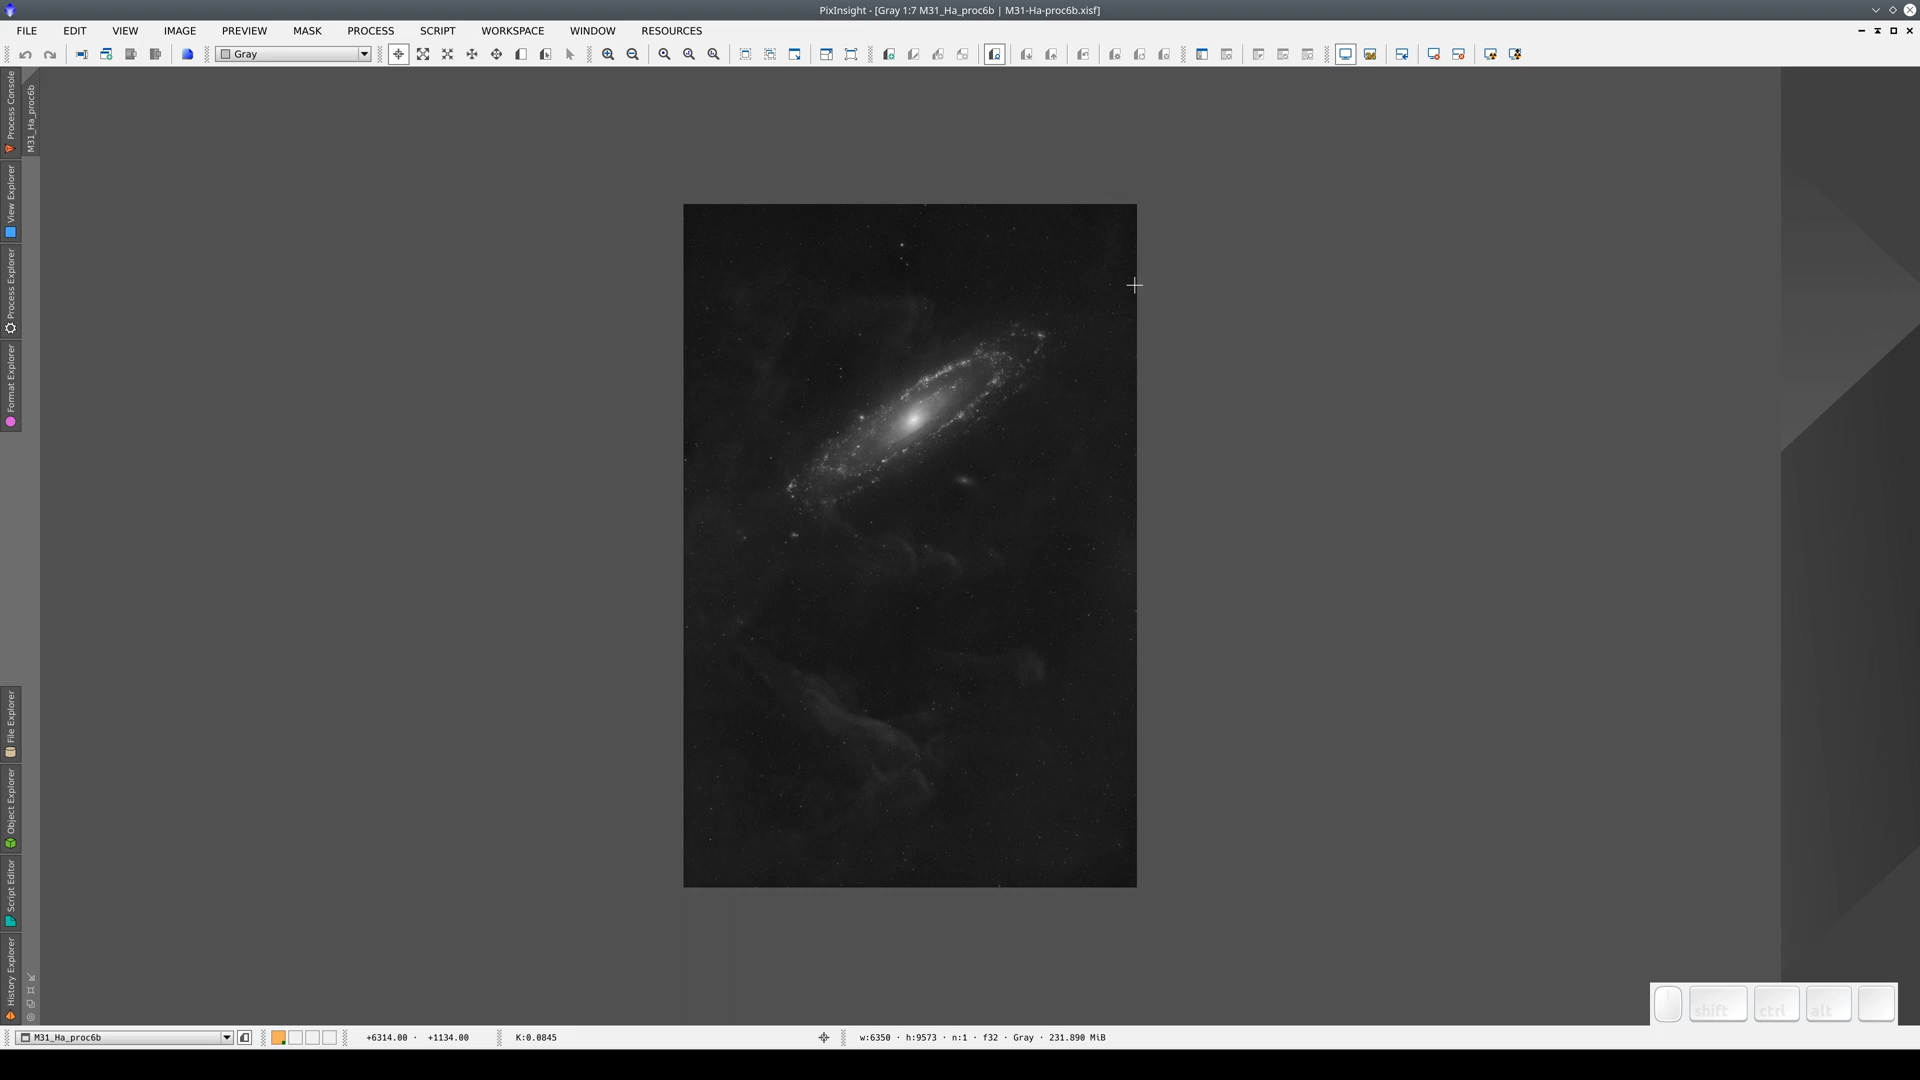 PixInsight - [Gray 1:7 M31_Ha_proc6b | M31-Ha-proc6b.xisf]
FILE EDIT VIEW IMAGE PREVIEW MASK PROCESS SCRIPT WORKSPACE WINDOW RESOURCES
Gray
Process Console
M31_Ha_proc6b
View Explorer
Process Explorer
Format Explorer
File Explorer
Object Explorer
Script Editor
History Explorer
shift ctrl alt
M31_Ha_proc6b +6314.00 · +1134.00 K:0.0845 w:6350 · h:9573 · n:1 · f32 · Gray · 231.890 MiB